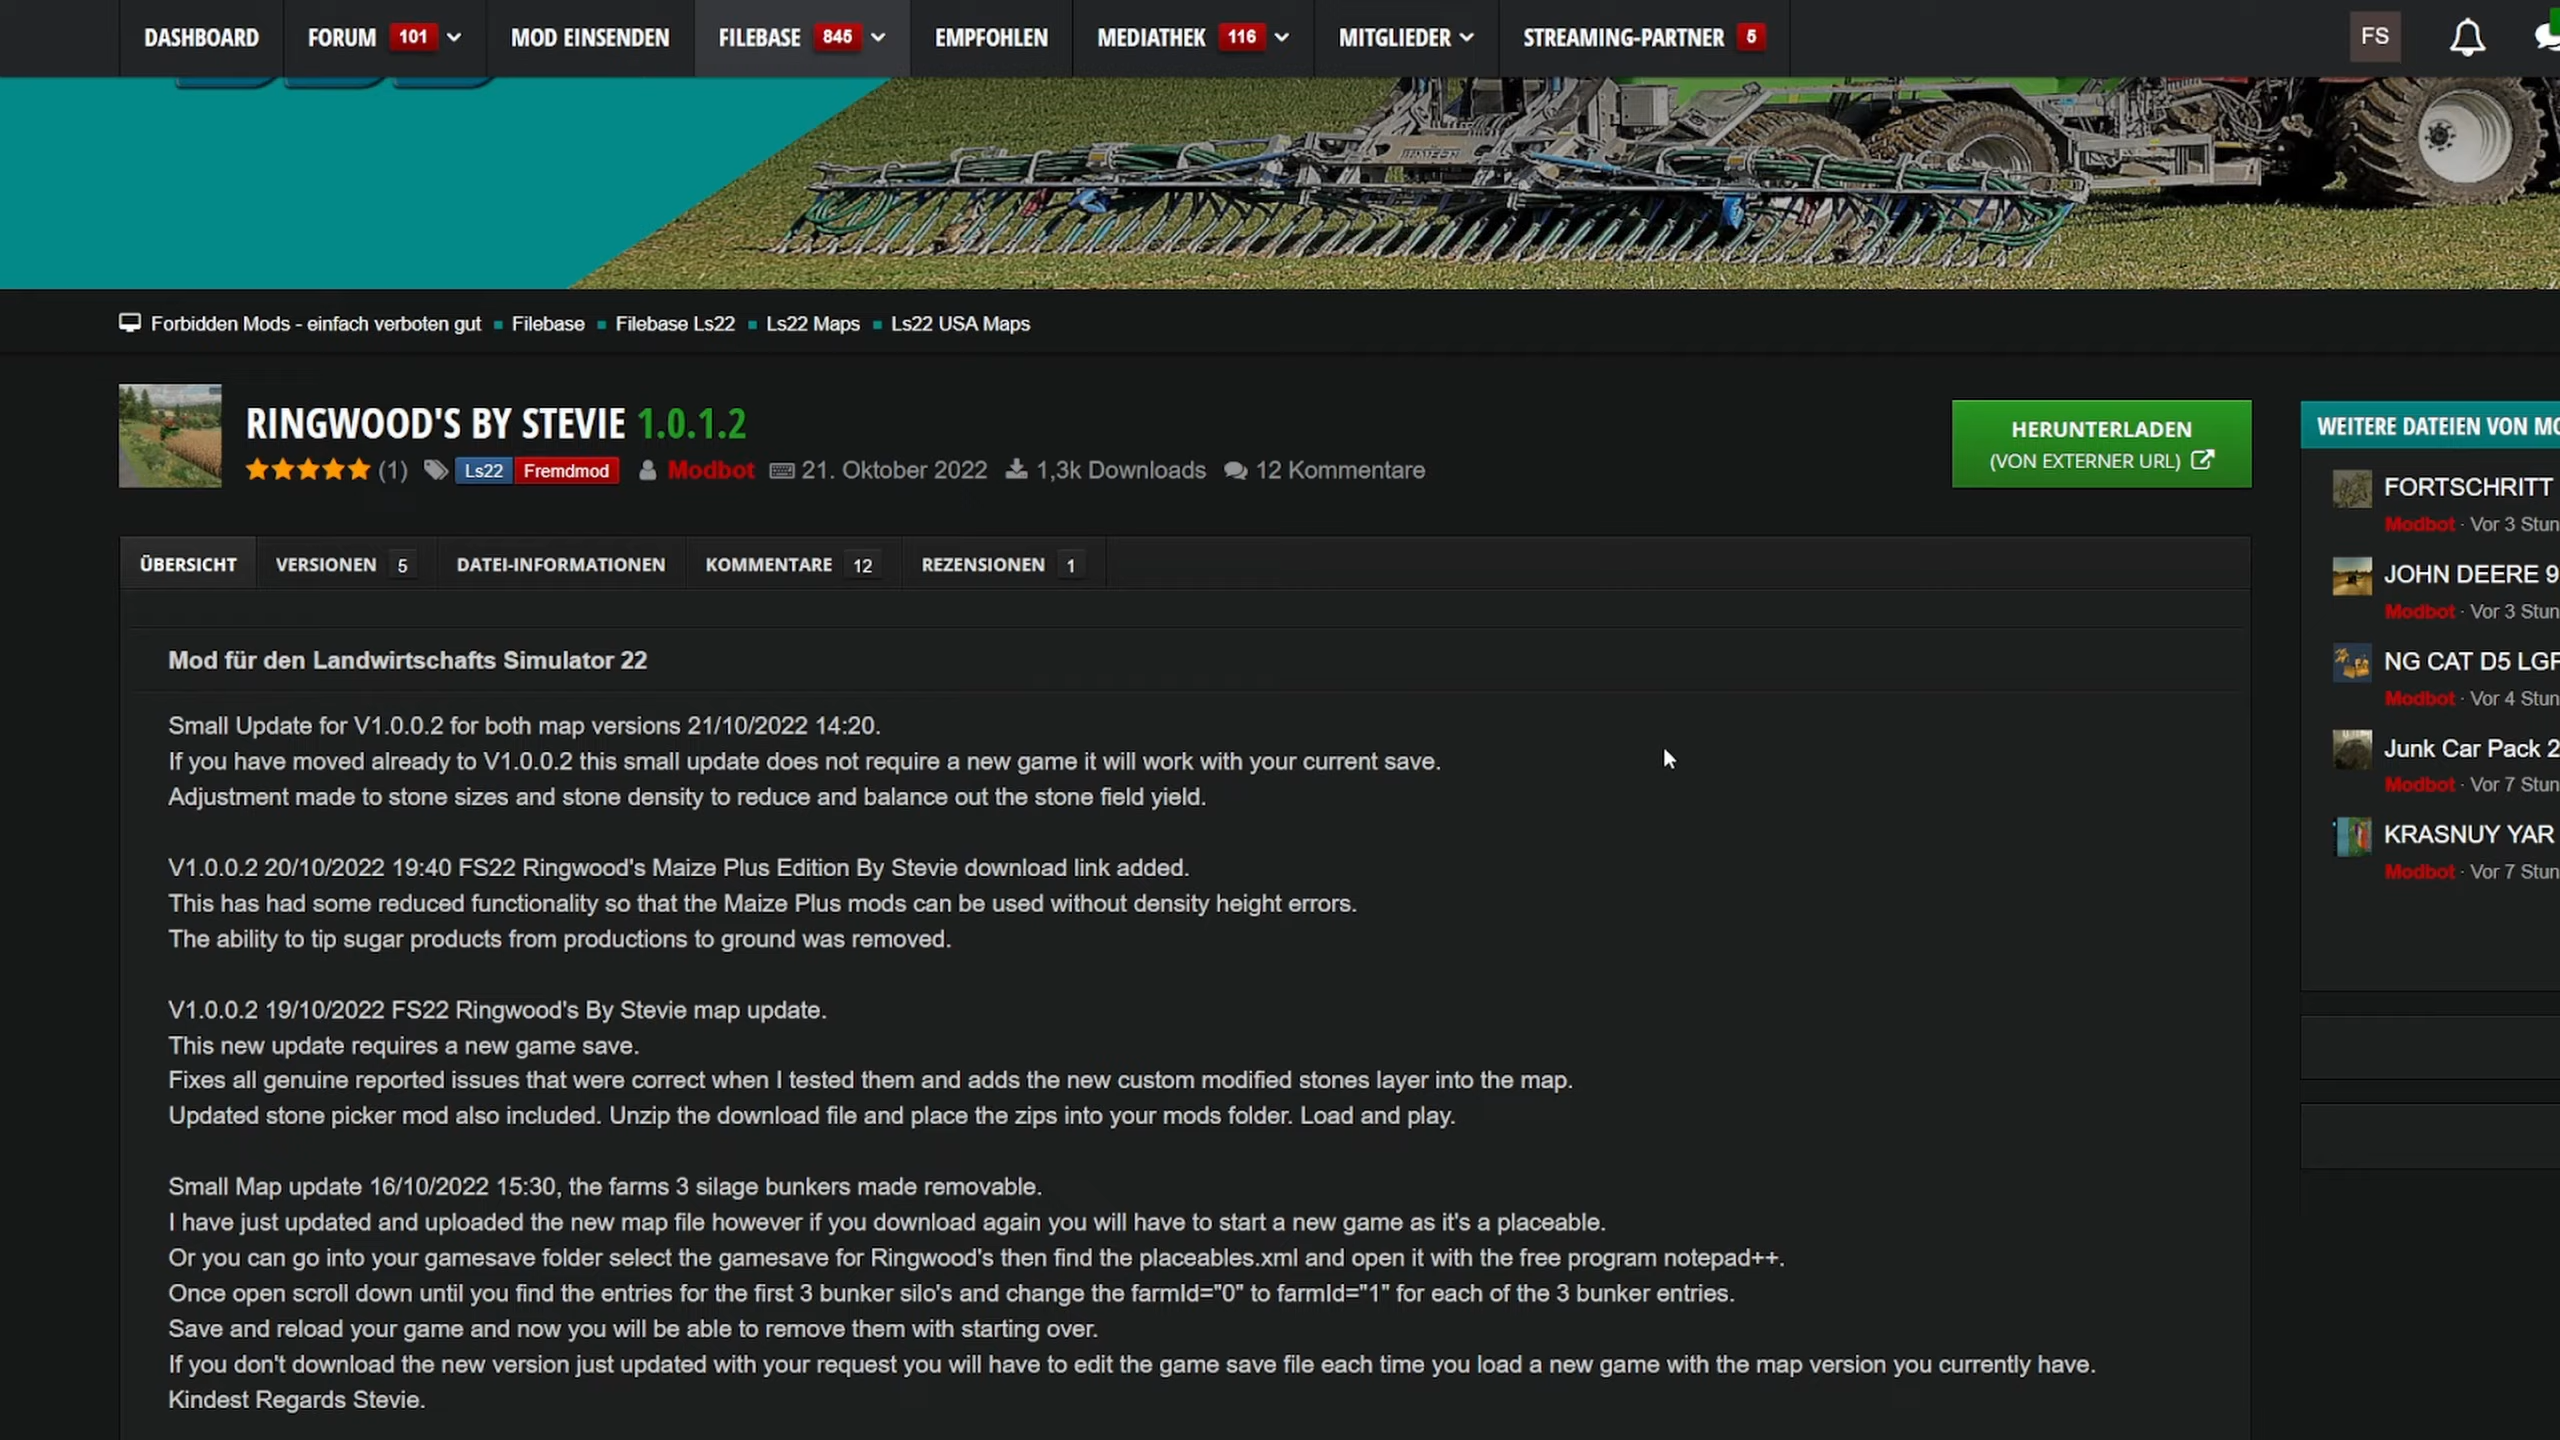 DASHBOARD FORUM 101 MOD EINSENDEN FILEBASE 845 EMPFOHLEN MEDIATHEK 116 MITGLIEDER STREAMING-PARTNER 5 FS
Forbidden Mods - einfach verboten gut Filebase Filebase Ls22 Ls22 Maps Ls22 USA Maps
RINGWOOD'S BY STEVIE 1.0.1.2
(1) Ls22 Fremdmod Modbot 21. Oktober 2022 1,3k Downloads 12 Kommentare
HERUNTERLADEN
(VON EXTERNER URL)
ÜBERSICHT VERSIONEN 5 DATEI-INFORMATIONEN KOMMENTARE 12 REZENSIONEN 1
Mod für den Landwirtschafts Simulator 22
Small Update for V1.0.0.2 for both map versions 21/10/2022 14:20.
If you have moved already to V1.0.0.2 this small update does not require a new game it will work with your current save.
Adjustment made to stone sizes and stone density to reduce and balance out the stone field yield.
V1.0.0.2 20/10/2022 19:40 FS22 Ringwood's Maize Plus Edition By Stevie download link added.
This has had some reduced functionality so that the Maize Plus mods can be used without density height errors.
The ability to tip sugar products from productions to ground was removed.
V1.0.0.2 19/10/2022 FS22 Ringwood's By Stevie map update.
This new update requires a new game save.
Fixes all genuine reported issues that were correct when I tested them and adds the new custom modified stones layer into the map.
Updated stone picker mod also included. Unzip the download file and place the zips into your mods folder. Load and play.
Small Map update 16/10/2022 15:30, the farms 3 silage bunkers made removable.
I have just updated and uploaded the new map file however if you download again you will have to start a new game as it's a placeable.
Or you can go into your gamesave folder select the gamesave for Ringwood's then find the placeables.xml and open it with the free program notepad++.
Once open scroll down until you find the entries for the first 3 bunker silo's and change the farmId="0" to farmId="1" for each of the 3 bunker entries.
Save and reload your game and now you will be able to remove them with starting over.
If you don't download the new version just updated with your request you will have to edit the game save file each time you load a new game with the map version you currently have.
Kindest Regards Stevie.
WEITERE DATEIEN VON MO
FORTSCHRITT
Modbot · Vor 3 Stun
JOHN DEERE 9
Modbot · Vor 3 Stun
NG CAT D5 LGP
Modbot · Vor 4 Stun
Junk Car Pack 2
Modbot · Vor 7 Stun
KRASNUY YAR
Modbot · Vor 7 Stun